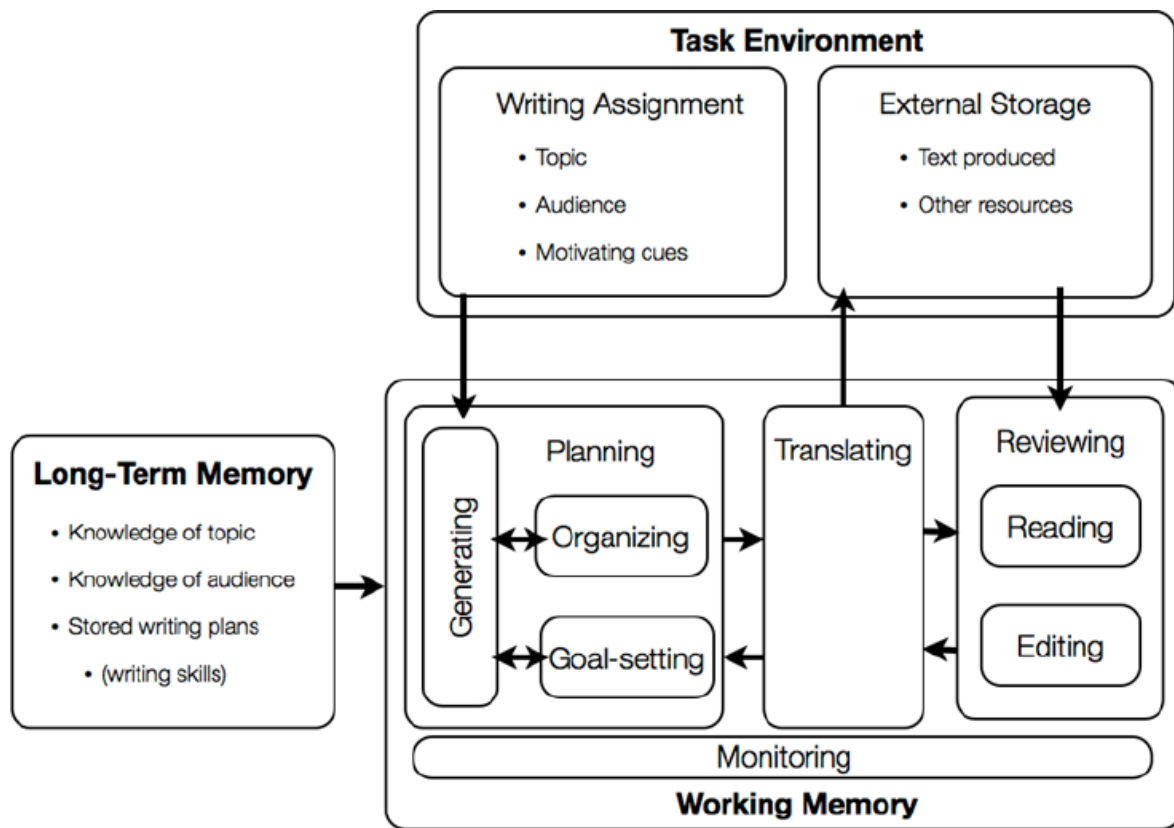 Task Environment
Writing Assignment
• Topic
• Audience
• Motivating cues
External Storage
• Text produced
• Other resources
Long-Term Memory
• Knowledge of topic
• Knowledge of audience
• Stored writing plans
• (writing skills)
Planning
Generating
Organizing
Goal-setting
Translating
Reviewing
Reading
Editing
Monitoring
Working Memory